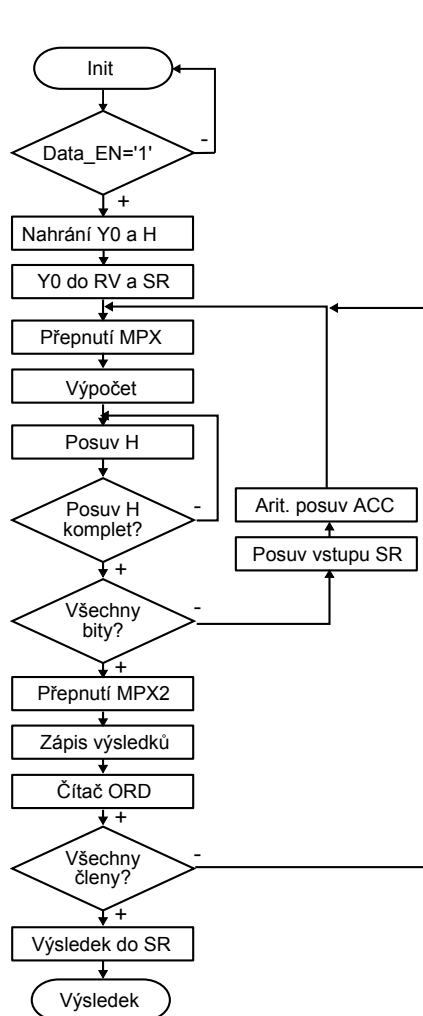 Init
-
Data_EN='1'
+
Nahrání Y0 a H
Y0 do RV a SR
Přepnutí MPX
Výpočet
Posuv H
Posuv H
komplet?
-
+
Arit. posuv ACC
Posuv vstupu SR
Všechny
bity?
-
+
Přepnutí MPX2
Zápis výsledků
Čítač ORD
+
Všechny
členy?
-
+
Výsledek do SR
Výsledek